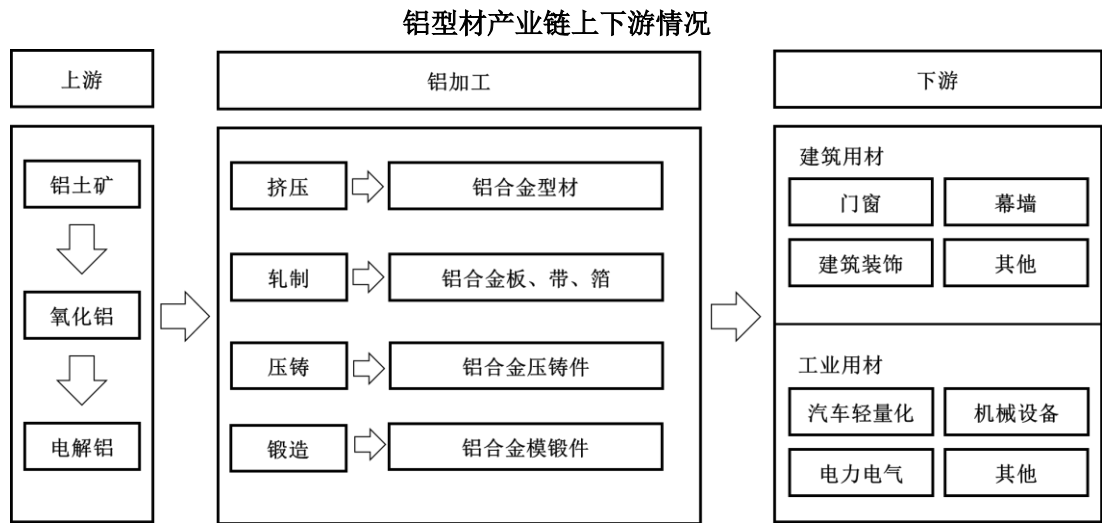 铝型材产业链上下游情况
上游
铝加工
下游
铝土矿
氧化铝
电解铝
挤压
铝合金型材
轧制
铝合金板、带、箔
压铸
铝合金压铸件
锻造
铝合金模锻件
建筑用材
门窗
幕墙
建筑装饰
其他
工业用材
汽车轻量化
机械设备
电力电气
其他